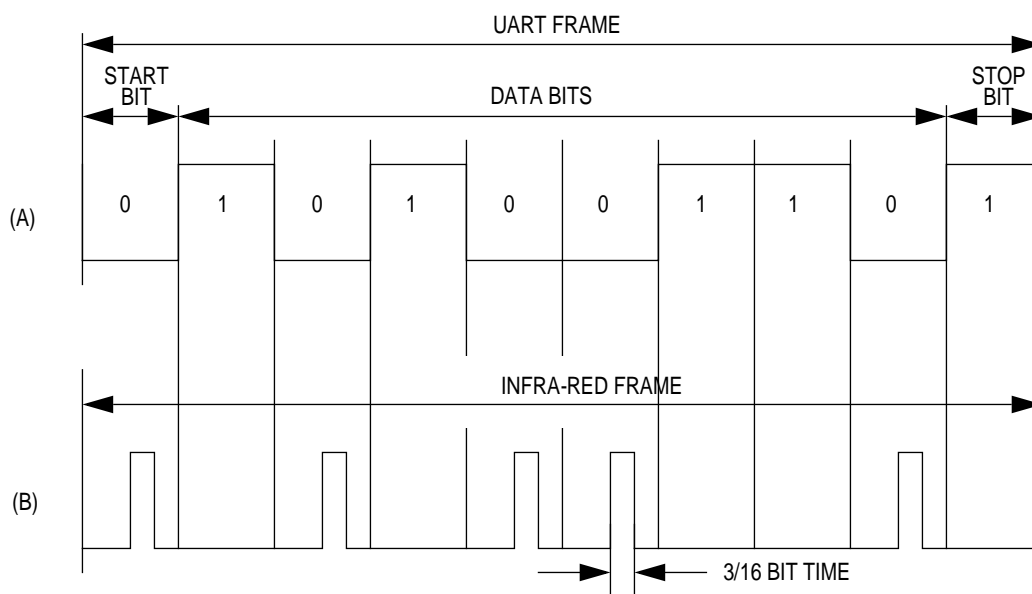 UART FRAME
START
BIT
DATA BITS
STOP
BIT
(A)
0 1 0 1 0 0 1 1 0 1
INFRA-RED FRAME
(B)
3/16 BIT TIME